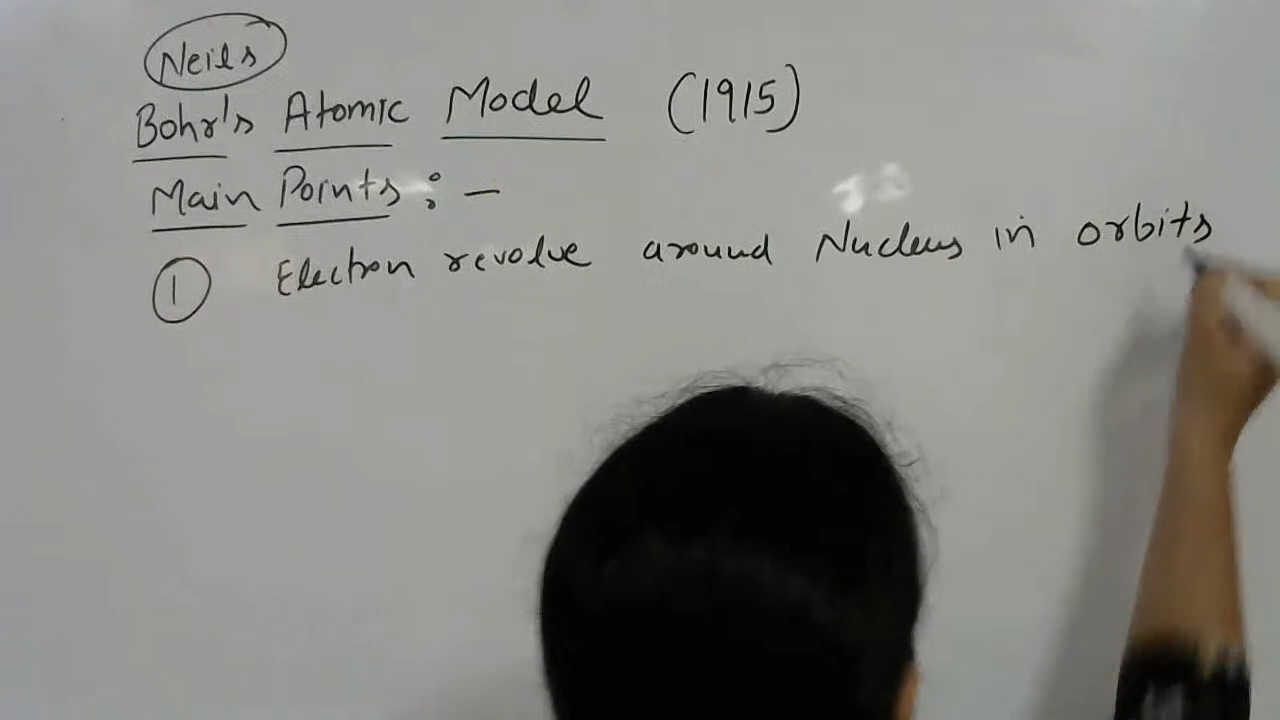 Neils
Bohr's Atomic Model (1915)
Main Points : -
① Electron revolve around Nucleus in orbits